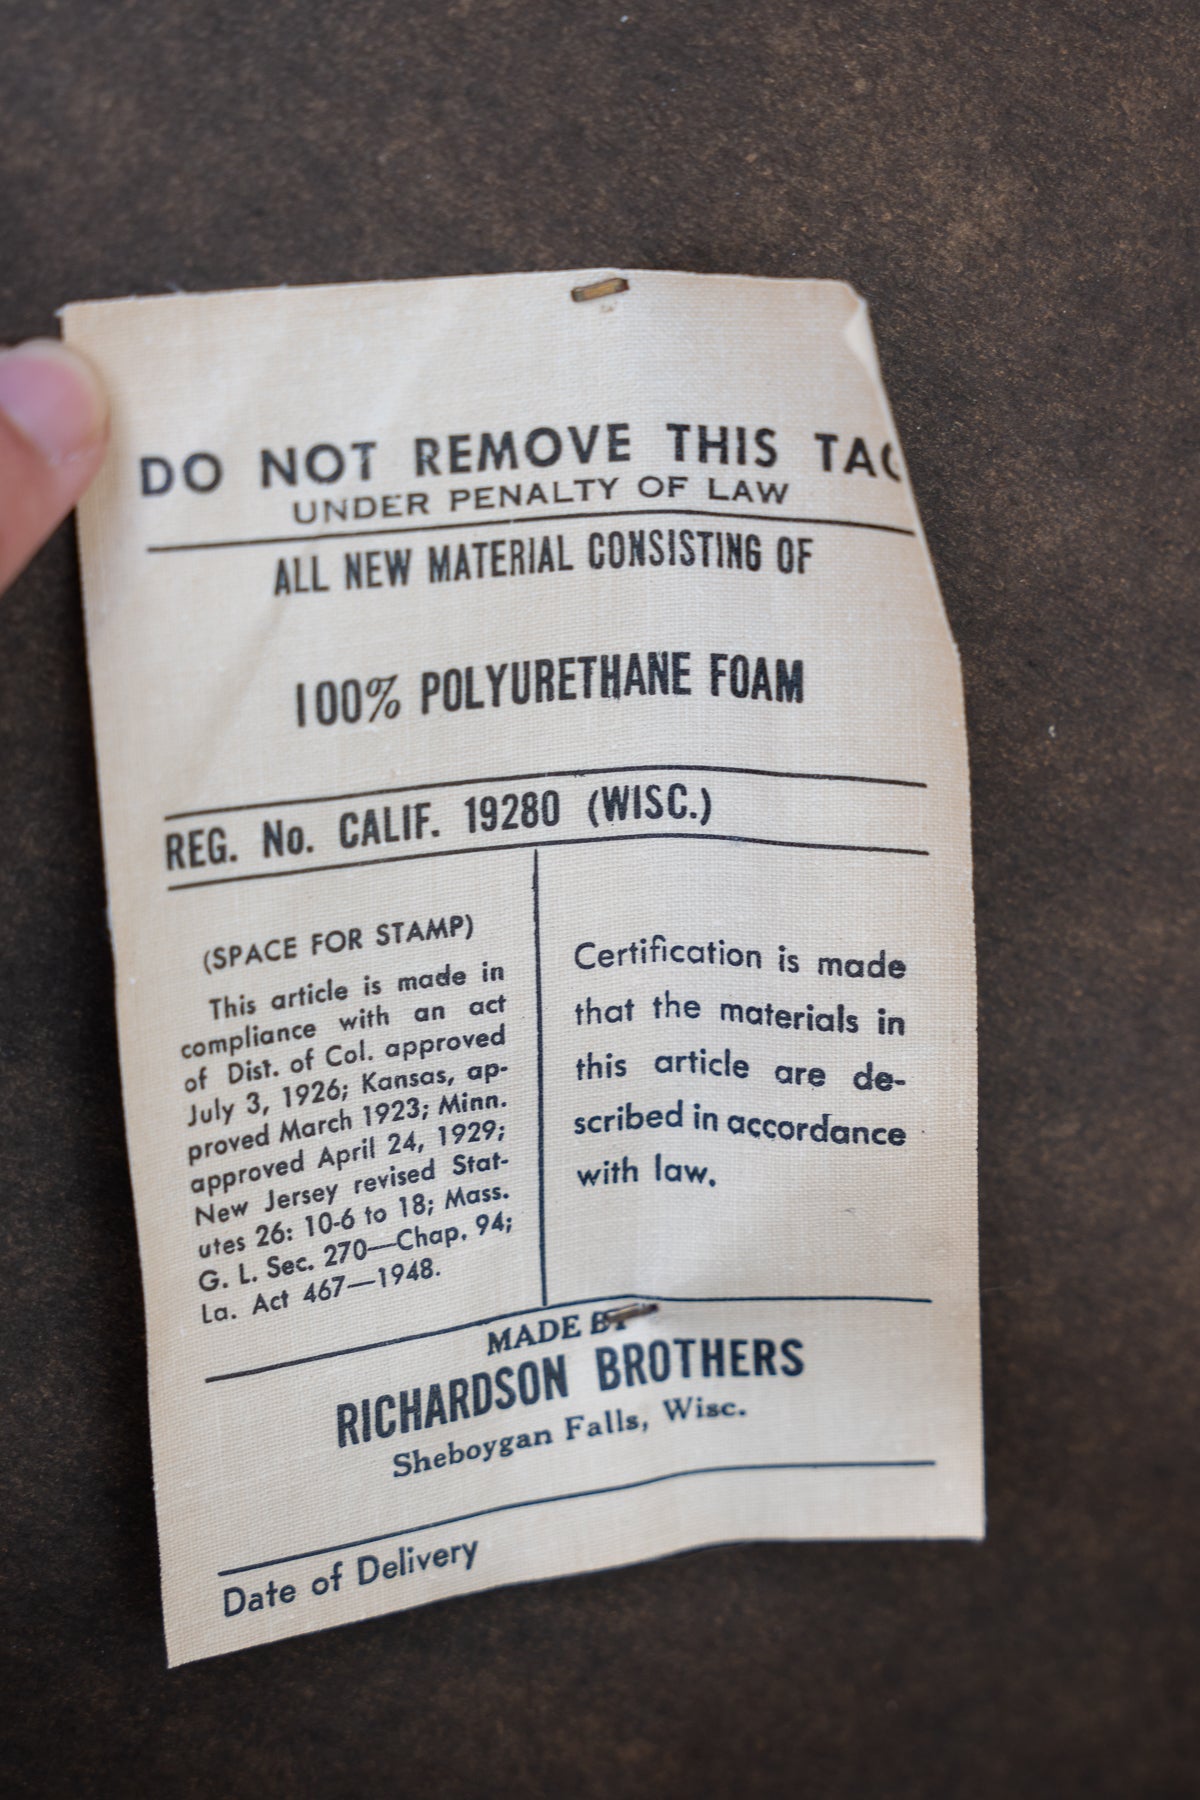 DO NOT REMOVE THIS TAG
UNDER PENALTY OF LAW
ALL NEW MATERIAL CONSISTING OF
100% POLYURETHANE FOAM
REG. No. CALIF. 19280 (WISC.)
(SPACE FOR STAMP)
This article is made in
compliance with an act
of Dist. of Col. approved
July 3, 1926; Kansas, ap-
proved March 1923; Minn.
approved April 24, 1929;
New Jersey revised Stat-
utes 26: 10-6 to 18; Mass.
G. L. Sec. 270—Chap. 94;
La. Act 467—1948.
Certification is made
that the materials in
this article are de-
scribed in accordance
with law.
MADE BY
RICHARDSON BROTHERS
Sheboygan Falls, Wisc.
Date of Delivery